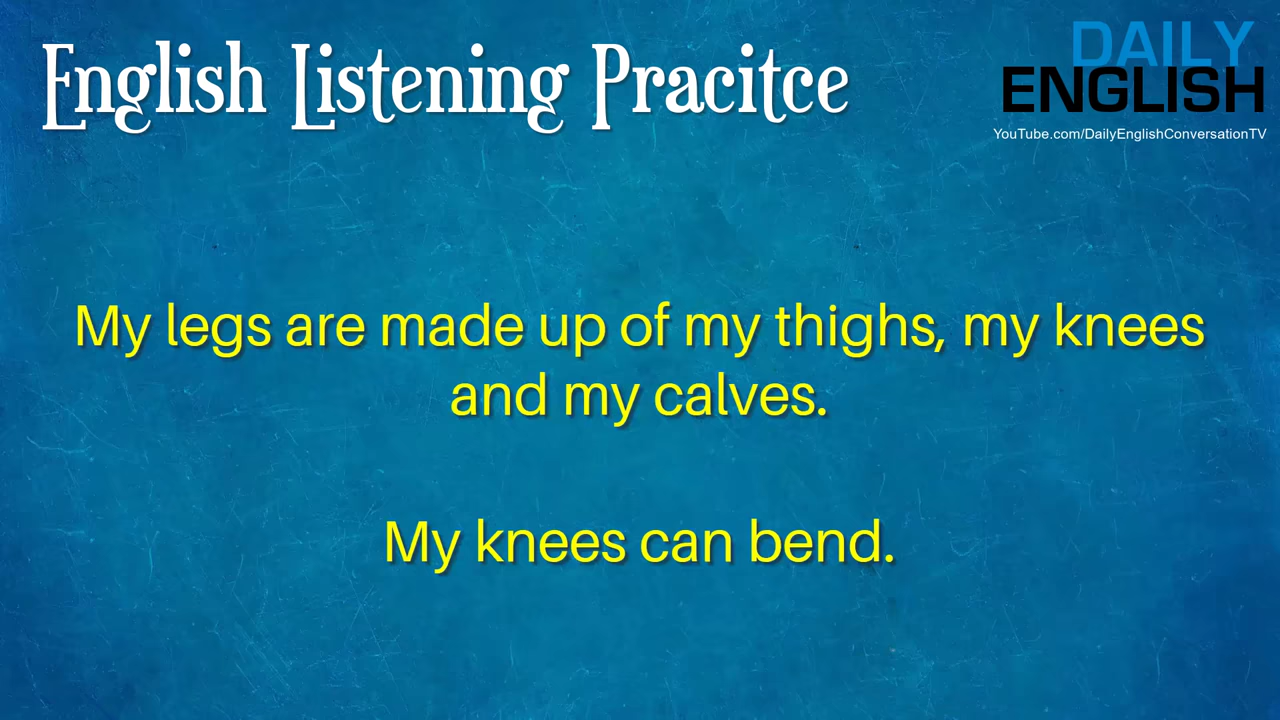 English Listening Pracitce
DAILY
ENGLISH
YouTube.com/DailyEnglishConversationTV
My legs are made up of my thighs, my knees
and my calves.
My knees can bend.